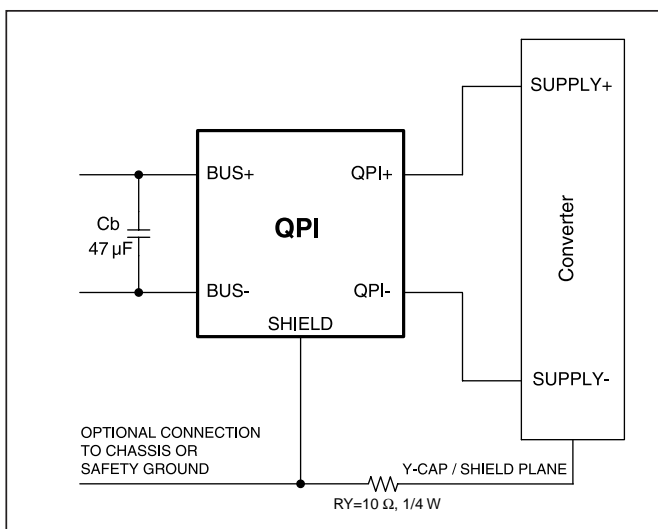 SUPPLY+
BUS+
QPI+
Cb
47 µF
QPI
Converter
BUS-
QPI-
SHIELD
SUPPLY-
OPTIONAL CONNECTION
TO CHASSIS OR
SAFETY GROUND
Y-CAP / SHIELD PLANE
RY=10 Ω, 1/4 W